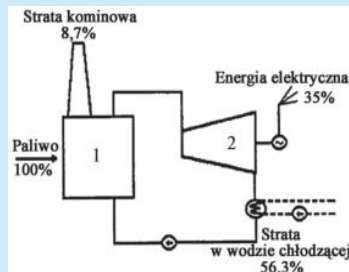 Strata kominowa
8,7%
Energia elektryczna
35%
Paliwo
100%
1
2
Strata
w wodzie chłodzącej
56,3%